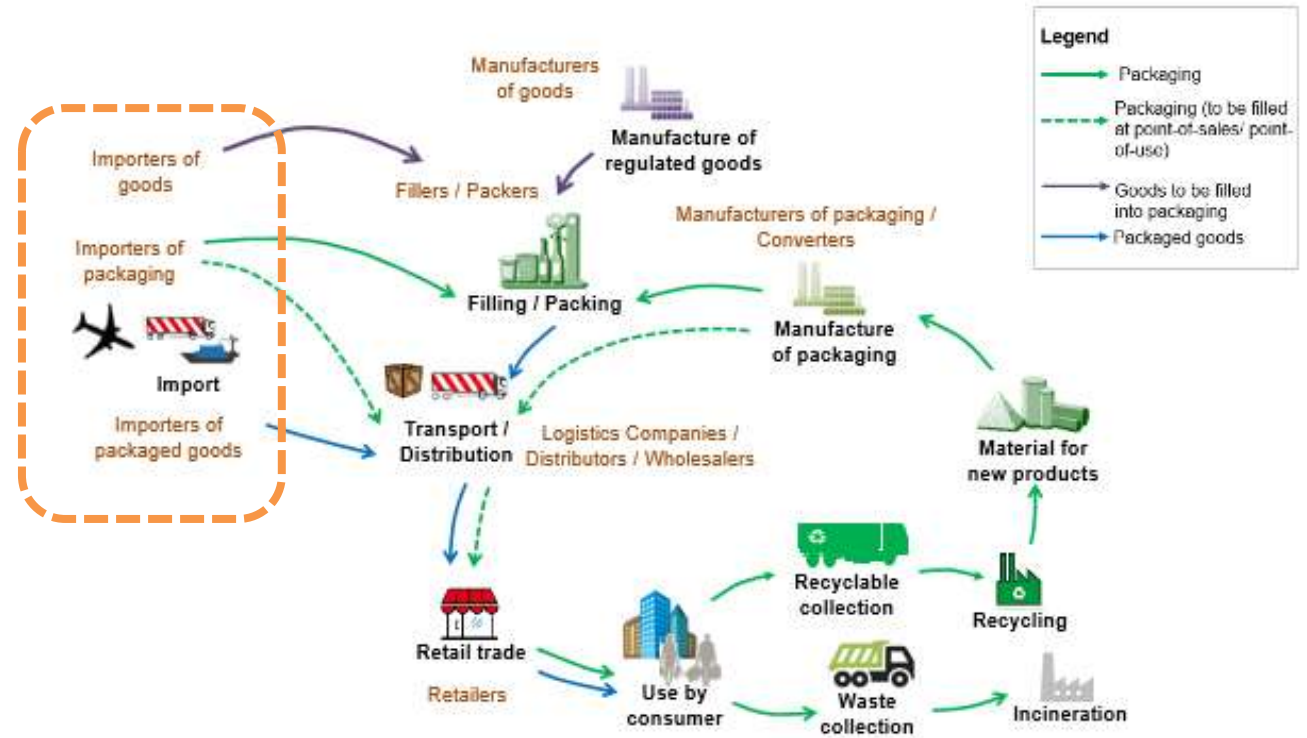 Legend
Packaging
Packaging (to be filled
at point-of-sales/ point-
of-use)
Goods to be filled
into packaging
Packaged goods
Manufacturers
of goods
Manufacture of
regulated goods
Importers of
goods
Fillers / Packers
Manufacturers of packaging /
Converters
Importers of
packaging
Filling / Packing
Manufacture
of packaging
Import
Importers of
packaged goods
Transport /
Distribution
Logistics Companies /
Distributors / Wholesalers
Material for
new products
Recyclable
collection
Recycling
Retail trade
Retailers
Use by
consumer
Waste
collection
Incineration